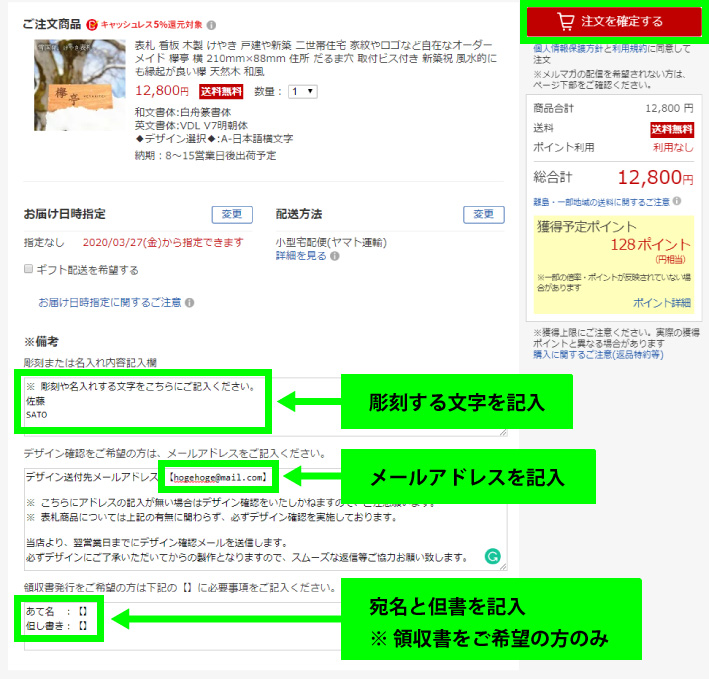 ご注文商品 キャッシュレス5%還元対象
表札 看板 木製 けやき 戸建や新築 二世帯住宅 家紋やロゴなど自在なオーダー
メイド 欅亭 横 210mm×88mm 住所 だるま穴 取付ビス付き 新築祝 風水的に
も縁起が良い欅 天然木 和風
12,800円 送料無料 数量： 1
和文書体:白舟篆書体
英文書体:VDL V7明朝体
◆デザイン選択◆:A-日本語横文字
納期：8～15営業日後出荷予定
欅亭
お届け日時指定 変更
指定なし 2020/03/27(金)から指定できます
ギフト配送を希望する
お届け日時指定に関するご注意
配送方法 変更
小型宅配便(ヤマト運輸)
詳細を見る
※備考
彫刻または名入れ内容記入欄
※ 彫刻や名入れする文字をこちらにご記入ください。
佐藤
SATO
彫刻する文字を記入
デザイン確認をご希望の方は、メールアドレスをご記入ください。
デザイン送付先メールアドレス【hogehoge@mail.com】
メールアドレスを記入
※ こちらにアドレスの記入が無い場合はデザイン確認をいたしかねますので、ご注意願います。
※ 表札商品については上記の有無に関わらず、必ずデザイン確認を実施しております。
当店より、翌営業日までにデザイン確認メールを送信します。
必ずデザインにご了承いただいてからの製作となりますので、スムーズな返信等ご協力お願い致します。
領収書発行をご希望の方は下記の【】に必要事項をご記入ください。
あて名　：【】
但し書き：【】
宛名と但書を記入
※ 領収書をご希望の方のみ
注文を確定する
個人情報保護方針と利用規約に同意して
注文
※メルマガの配信を希望されない方は、
ページ下部をご確認ください。
商品合計 12,800 円
送料 送料無料
ポイント利用 利用なし
総合計 12,800円
離島・一部地域の送料に関するご注意
獲得予定ポイント
128ポイント
(円相当)
※一部の倍率・ポイントが反映されていない場
合があります
ポイント詳細
※獲得上限にご注意ください。実際の獲得
ポイントと異なる場合があります
購入に関するご注意(返品特約等)